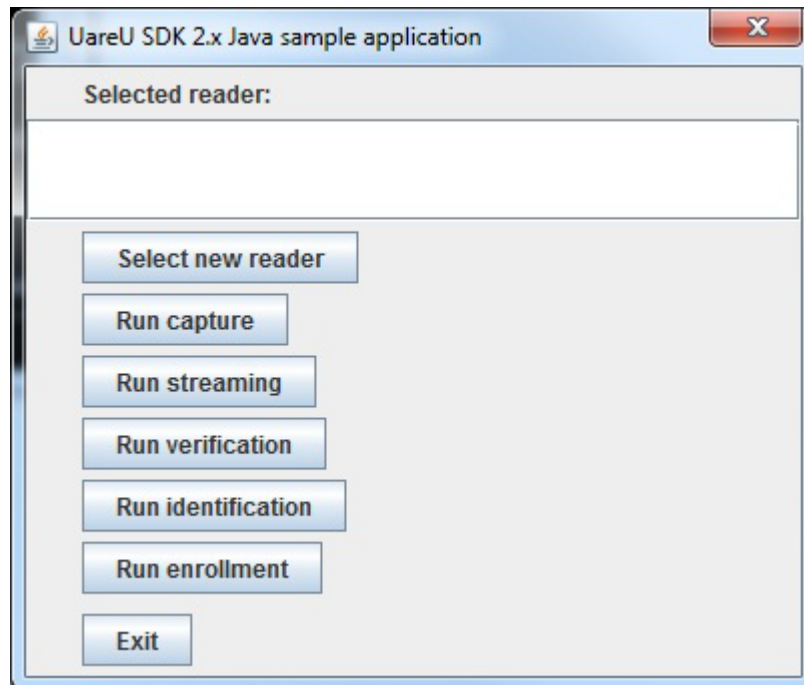 UareU SDK 2.x Java sample application
Selected reader:
Select new reader
Run capture
Run streaming
Run verification
Run identification
Run enrollment
Exit